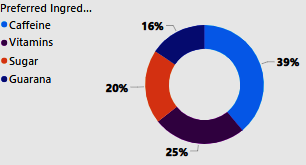 Preferred Ingred...
Caffeine
Vitamins
Sugar
Guarana
16%
39%
20%
25%